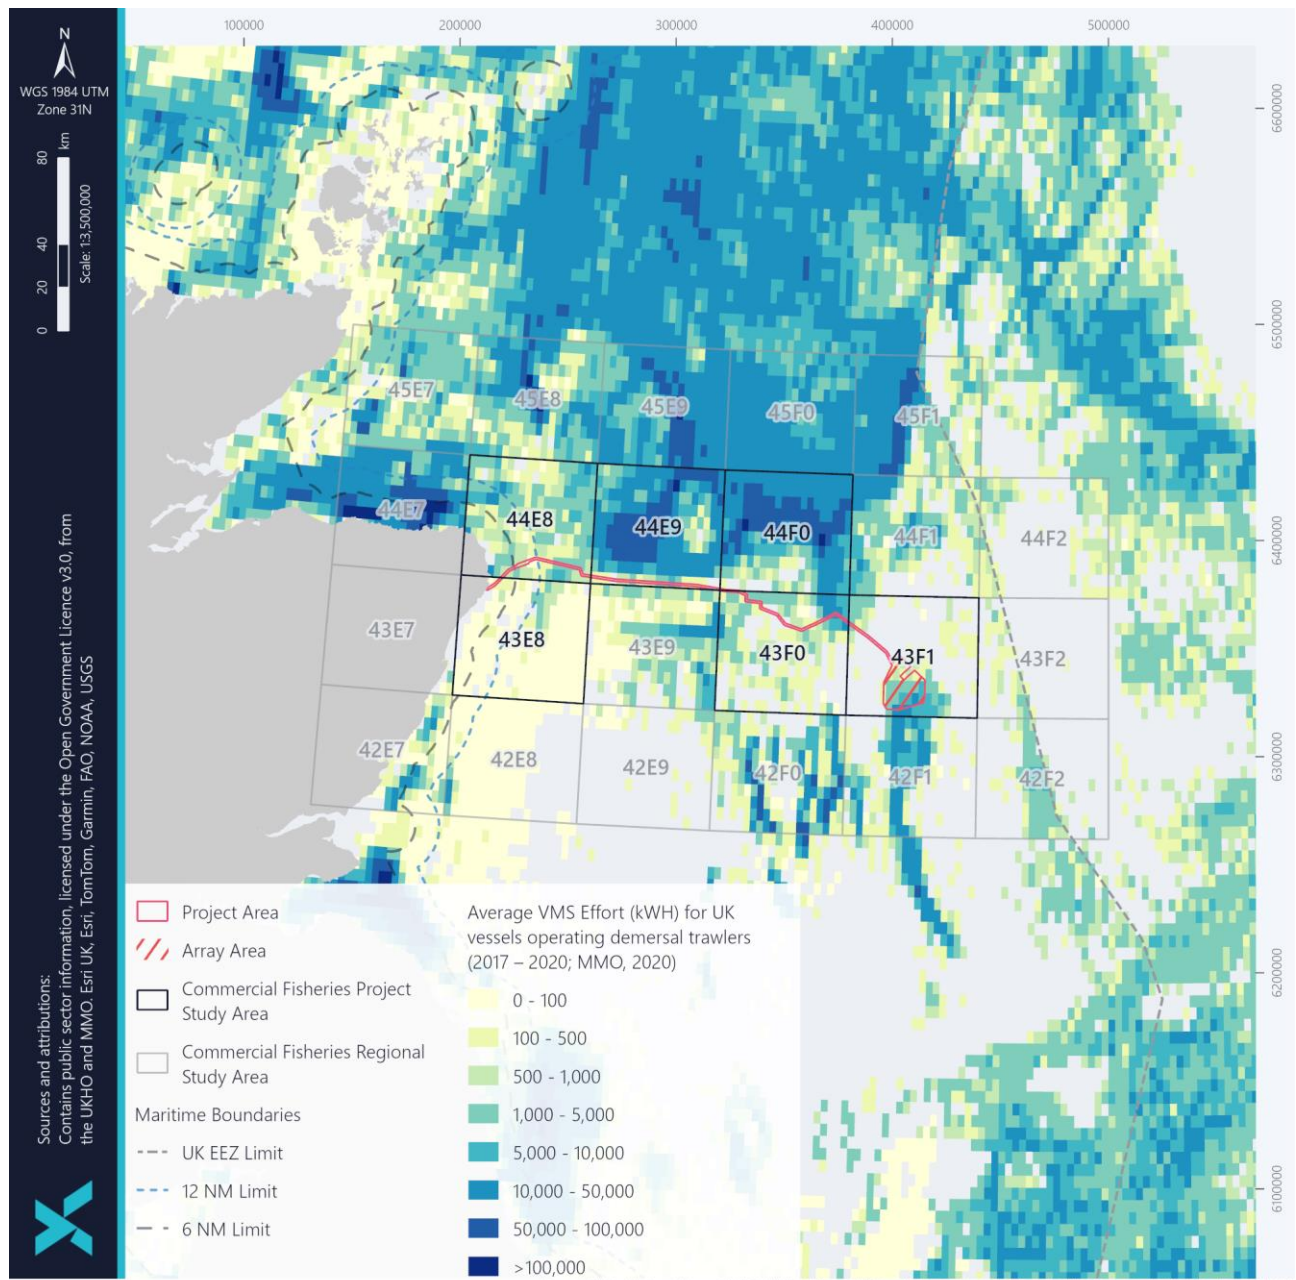 100000
200000
300000
400000
500000
N
WGS 1984 UTM
Zone 31N
0 20 40 80
km
Scale: 1:3,500,000
6600000
6500000
6400000
6300000
6200000
6100000
45E7
45E8
45E9
45F0
45F1
44E7
44E8
44E9
44F0
44F1
44F2
43E7
43E8
43E9
43F0
43F1
43F2
42E7
42E8
42E9
42F0
42F1
42F2
Sources and attributions:
Contains public sector information, licensed under the Open Government Licence v3.0, from
the UKHO and MMO. Esri UK, Esri, TomTom, Garmin, FAO, NOAA, USGS
Project Area
Array Area
Commercial Fisheries Project
Study Area
Commercial Fisheries Regional
Study Area
Maritime Boundaries
UK EEZ Limit
12 NM Limit
6 NM Limit
Average VMS Effort (kWH) for UK
vessels operating demersal trawlers
(2017 – 2020; MMO, 2020)
0 - 100
100 - 500
500 - 1,000
1,000 - 5,000
5,000 - 10,000
10,000 - 50,000
50,000 - 100,000
>100,000